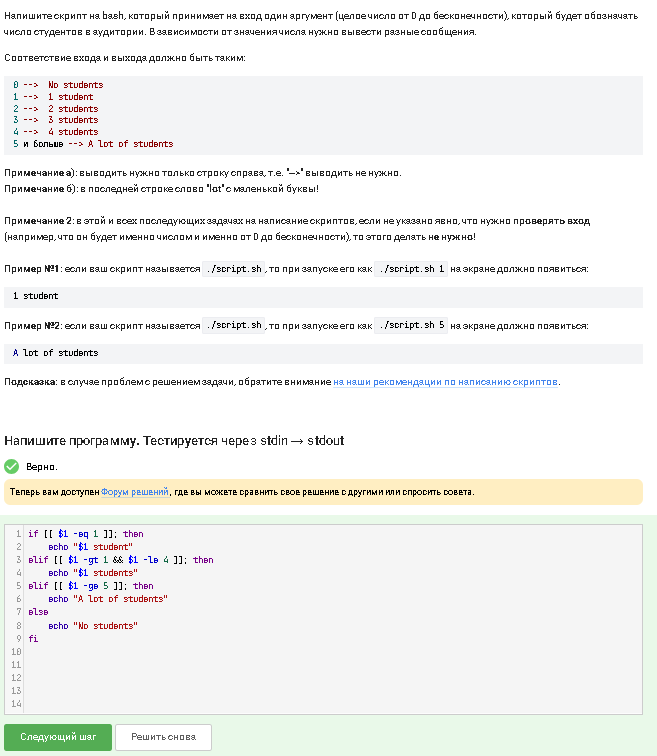 Напишите скрипт на bash, который принимает на вход один аргумент (целое число от 0 до бесконечности), который будет обозначать
число студентов в аудитории. В зависимости от значения числа нужно вывести разные сообщения.
Соответствие входа и выхода должно быть таким:
0 -->  No students
1 -->  1 student
2 -->  2 students
3 -->  3 students
4 -->  4 students
5 и больше --> A lot of students
Примечание а): выводить нужно только строку справа, т.е. "-->" выводить не нужно.
Примечание б): в последней строке слово "lot" с маленькой буквы!
Примечание 2: в этой и всех последующих задачах на написание скриптов, если не указано явно, что нужно проверять вход
(например, что он будет именно числом и именно от 0 до бесконечности), то этого делать не нужно!
Пример №1: если ваш скрипт называется ./script.sh, то при запуске его как ./script.sh 1 на экране должно появиться:
1 student
Пример №2: если ваш скрипт называется ./script.sh, то при запуске его как ./script.sh 5 на экране должно появиться:
A lot of students
Подсказка: в случае проблем с решением задачи, обратите внимание на наши рекомендации по написанию скриптов.
Напишите программу. Тестируется через stdin → stdout
Верно.
Теперь вам доступен Форум решений, где вы можете сравнить свое решение с другими или спросить совета.
1 if [[ $1 -eq 1 ]]; then
2     echo "$1 student"
3 elif [[ $1 -gt 1 && $1 -le 4 ]]; then
4     echo "$1 students"
5 elif [[ $1 -ge 5 ]]; then
6     echo "A lot of students"
7 else
8     echo "No students"
9 fi
10
11
12
13
14
Следующий шаг Решить снова